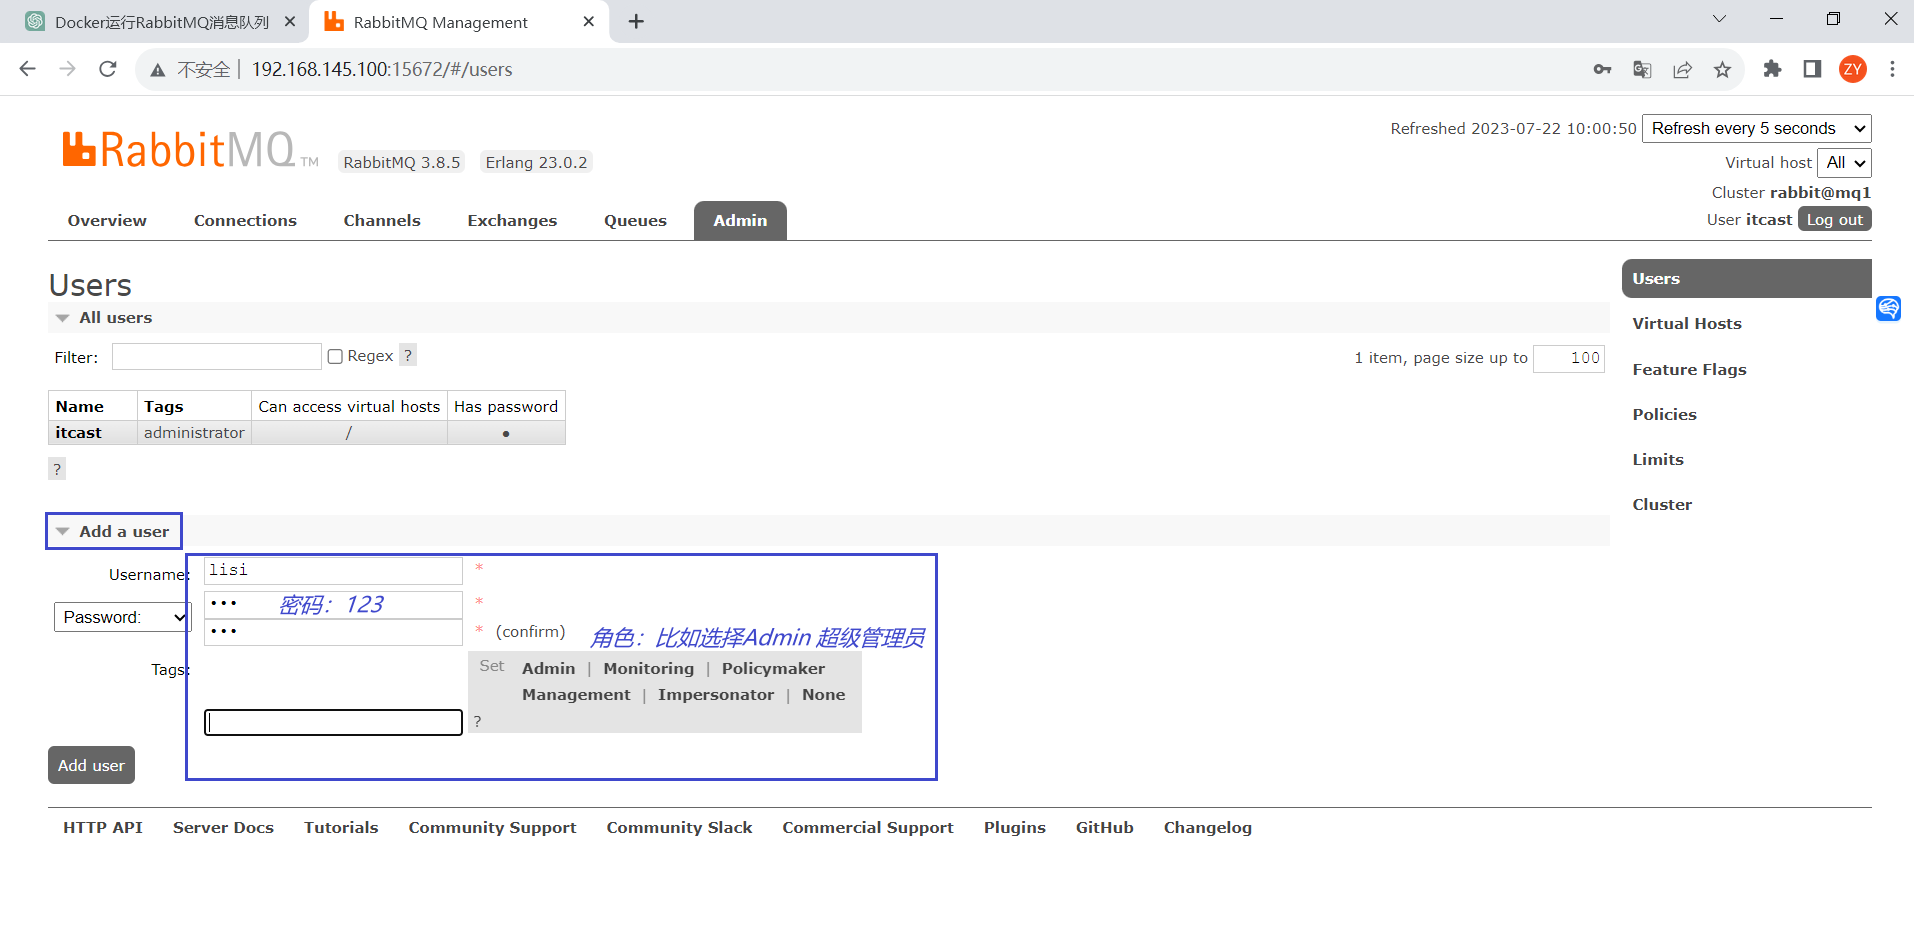 Docker运行RabbitMQ消息队列
RabbitMQ Management
不安全 192.168.145.100:15672/#/users
ZY
RabbitMQ TM RabbitMQ 3.8.5 Erlang 23.0.2
Refreshed 2023-07-22 10:00:50 Refresh every 5 seconds
Virtual host All
Cluster rabbit@mq1
User itcast Log out
Overview Connections Channels Exchanges Queues Admin
Users
All users
Filter: Regex ? 1 item, page size up to 100
Name Tags Can access virtual hosts Has password
itcast administrator / ●
?
Users
Virtual Hosts
Feature Flags
Policies
Limits
Cluster
Add a user
Username: lisi *
Password: ••• 密码：123 *
••• * (confirm) 角色：比如选择Admin 超级管理员
Tags: Set Admin | Monitoring | Policymaker
Management | Impersonator | None
?
Add user
HTTP API Server Docs Tutorials Community Support Community Slack Commercial Support Plugins GitHub Changelog